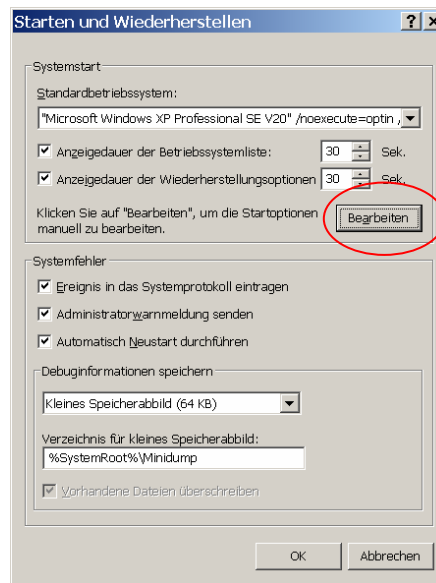 Starten und Wiederherstellen
Systemstart
Standardbetriebssystem:
"Microsoft Windows XP Professional SE V20" /noexecute=optin /
Anzeigedauer der Betriebssystemliste: 30 Sek.
Anzeigedauer der Wiederherstellungsoptionen 30 Sek.
Klicken Sie auf "Bearbeiten", um die Startoptionen
manuell zu bearbeiten.
Bearbeiten
Systemfehler
Ereignis in das Systemprotokoll eintragen
Administratorwarnmeldung senden
Automatisch Neustart durchführen
Debuginformationen speichern
Kleines Speicherabbild (64 KB)
Verzeichnis für kleines Speicherabbild:
%SystemRoot%\Minidump
Vorhandene Dateien überschreiben
OK Abbrechen